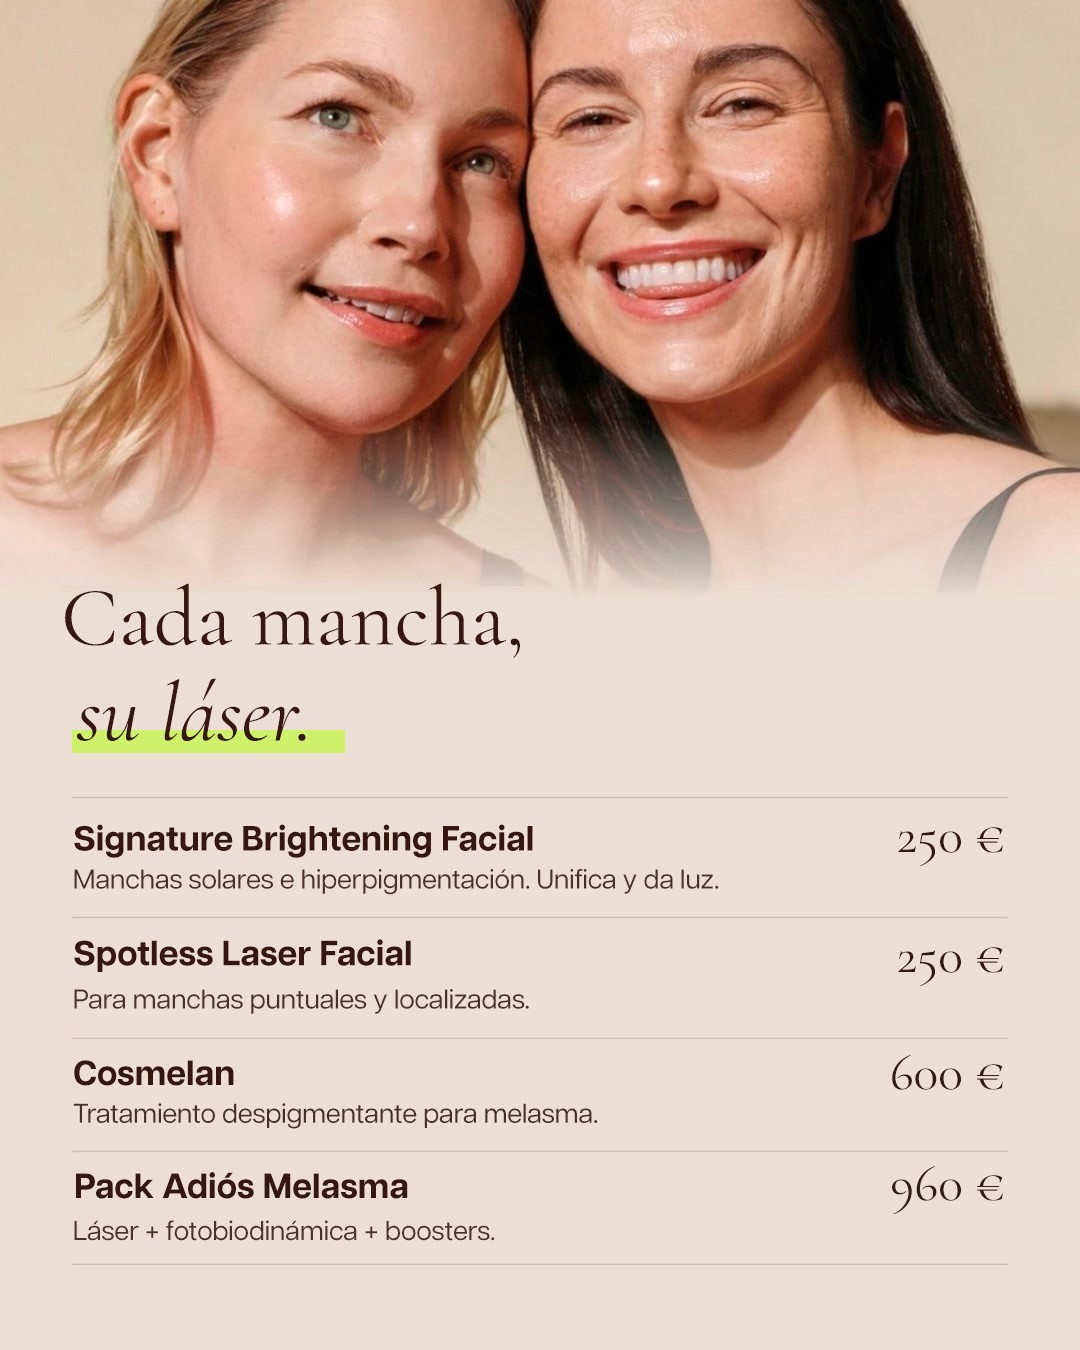 Cada mancha,
su láser.
Signature Brightening Facial
250 €
Manchas solares e hiperpigmentación. Unifica y da luz.
Spotless Laser Facial
250 €
Para manchas puntuales y localizadas.
Cosmelan
600 €
Tratamiento despigmentante para melasma.
Pack Adiós Melasma
960 €
Láser + fotobiodinámica + boosters.